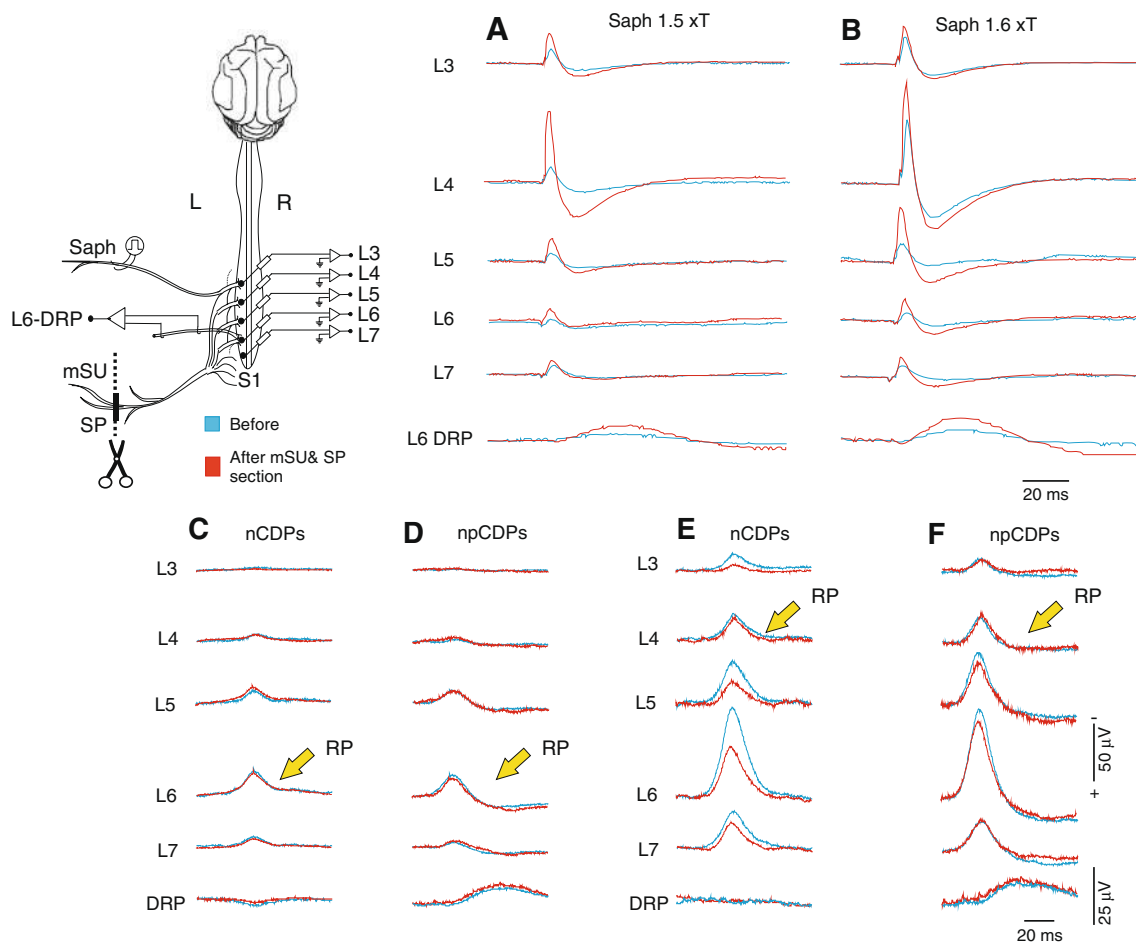 A
Saph 1.5 xT
B
Saph 1.6 xT
L3
L4
L5
L6
L7
L6 DRP
20 ms
L
R
Saph
L3
L4
L5
L6
L7
L6-DRP
mSU
S1
SP
Before
After mSU& SP
section
C
nCDPs
D
npCDPs
E
nCDPs
F
npCDPs
L3
L4
L5
L6
L7
DRP
RP
RP
L3
L4
L5
L6
L7
DRP
RP
RP
-
50 µV
+
25 µV
20 ms